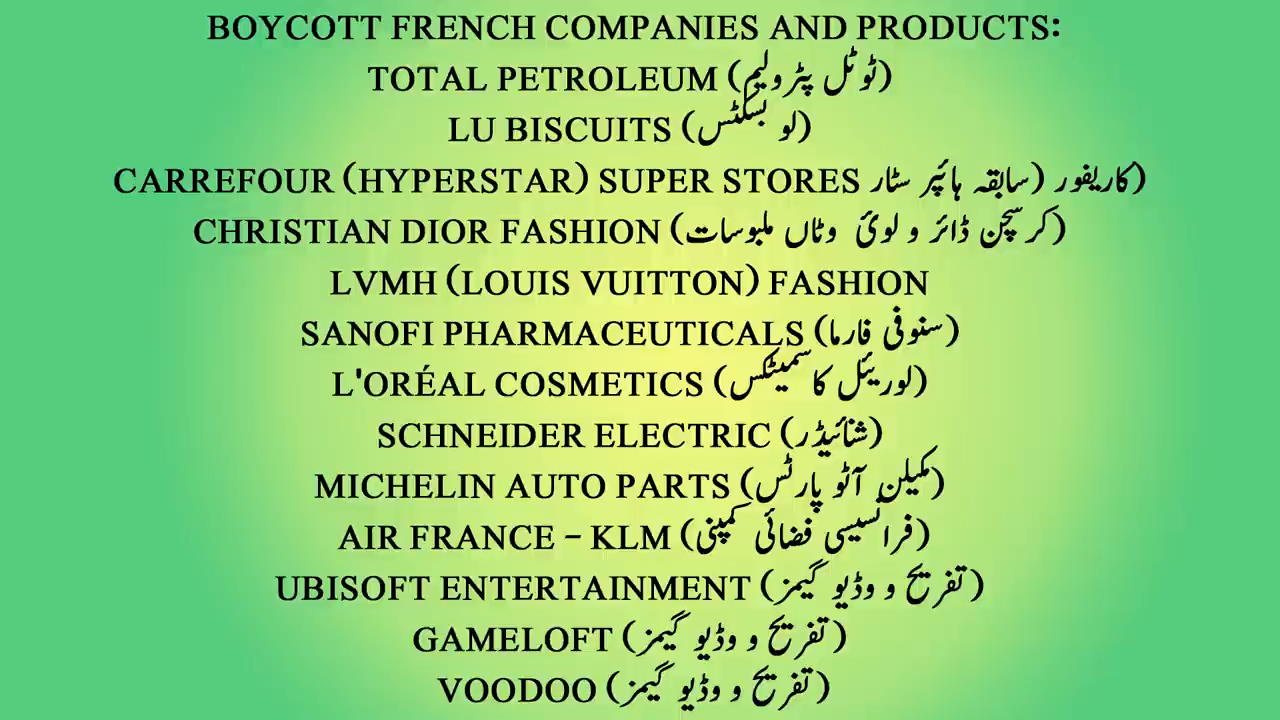 BOYCOTT FRENCH COMPANIES AND PRODUCTS:
TOTAL PETROLEUM (ٹوٹل پٹرولیم)
LU BISCUITS (لو بسکٹس)
CARREFOUR (HYPERSTAR) SUPER STORES کاریفور (سابقہ ہائپر سٹار)
CHRISTIAN DIOR FASHION (کرسچن ڈائر و لوئ وٹاں ملبوسات)
LVMH (LOUIS VUITTON) FASHION
SANOFI PHARMACEUTICALS (سنوفی فارما)
L'ORÉAL COSMETICS (لوریئل کاسمیٹکس)
SCHNEIDER ELECTRIC (شنائیڈر)
MICHELIN AUTO PARTS (مکیلن آٹو پارٹس)
AIR FRANCE - KLM (فرانسیسی فضائی کمپنی)
UBISOFT ENTERTAINMENT (تفریح و وڈیو گیمز)
GAMELOFT (تفریح و وڈیو گیمز)
VOODOO (تفریح و وڈیو گیمز)